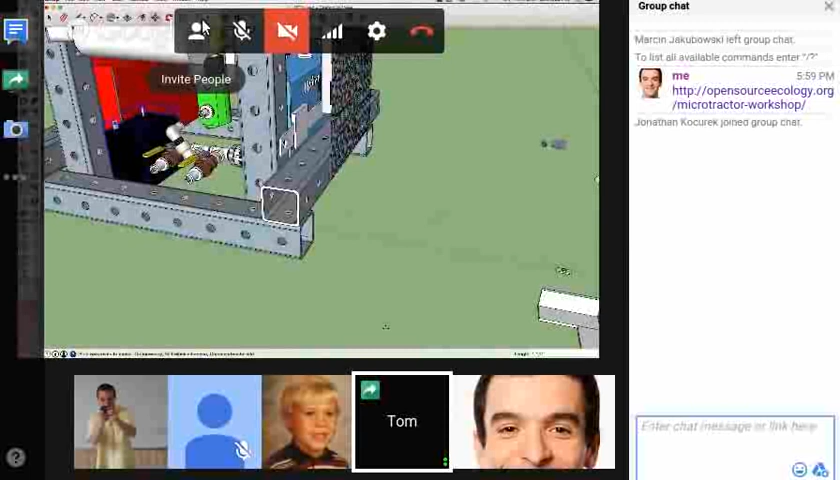 Group chat
Invite People
Marcin Jakubowski left group chat.
To list all available commands enter "/?"
me
5:59 PM
http://opensourceecology.org
/microtractor-workshop/
Jonathan Kocurek joined group chat.
Tom
Enter chat message or link here